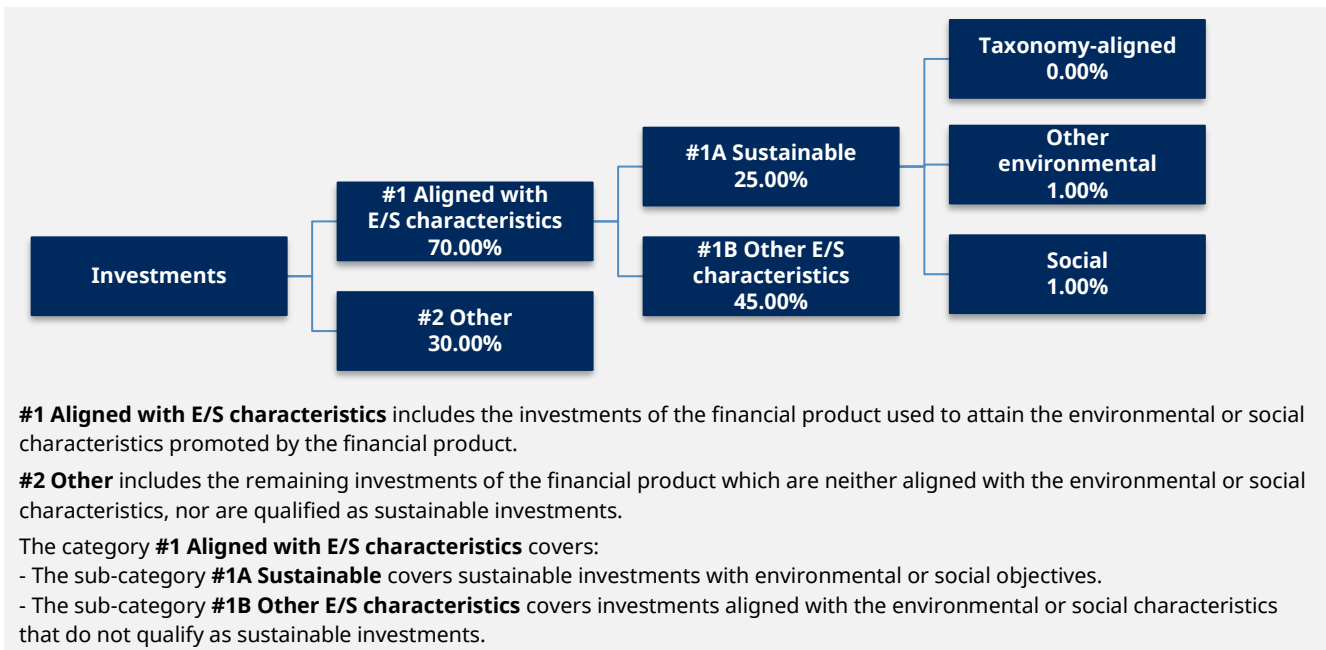 Taxonomy-aligned
0.00%
Other
environmental
1.00%
#1A Sustainable
25.00%
#1 Aligned with
E/S characteristics
70.00%
#1B Other E/S
characteristics
45.00%
Social
1.00%
Investments
#2 Other
30.00%
#1 Aligned with E/S characteristics includes the investments of the financial product used to attain the environmental or social
characteristics promoted by the financial product.
#2 Other includes the remaining investments of the financial product which are neither aligned with the environmental or social
characteristics, nor are qualified as sustainable investments.
The category #1 Aligned with E/S characteristics covers:
- The sub-category #1A Sustainable covers sustainable investments with environmental or social objectives.
- The sub-category #1B Other E/S characteristics covers investments aligned with the environmental or social characteristics
that do not qualify as sustainable investments.